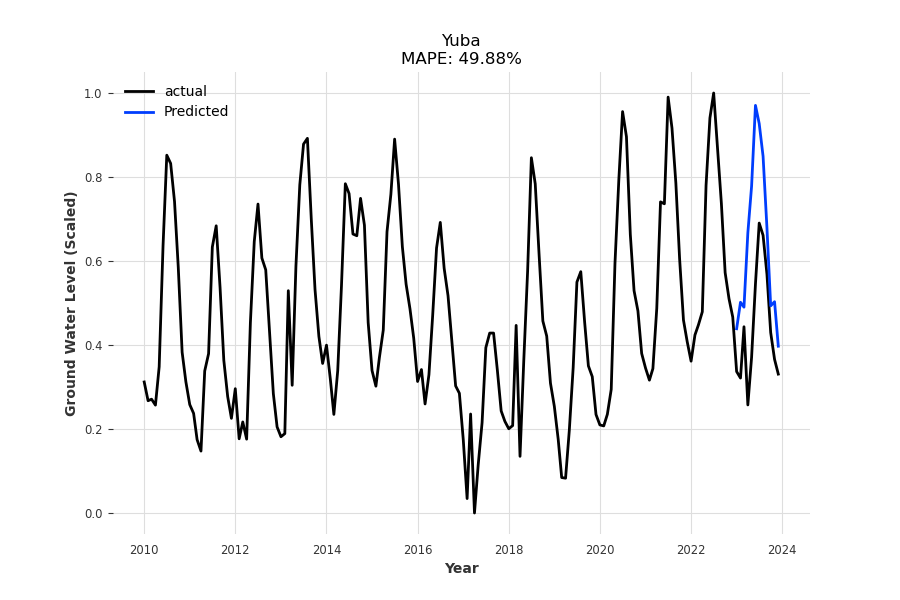 Yuba
MAPE: 49.88%
actual
Predicted
Ground Water Level (Scaled)
1.0
0.8
0.6
0.4
0.2
0.0
2010 2012 2014 2016 2018 2020 2022 2024
Year